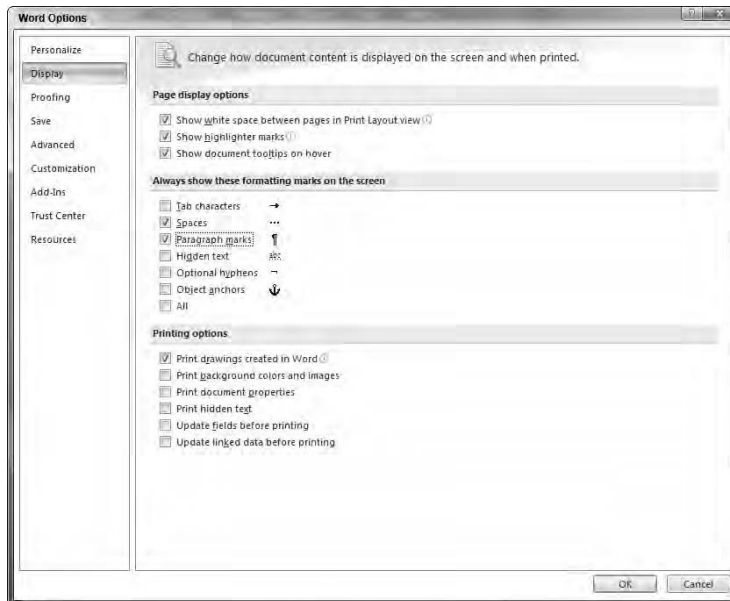 Word Options
?
X
Personalize
Display
Proofing
Save
Advanced
Customization
Add-Ins
Trust Center
Resources
Change how document content is displayed on the screen and when printed.
Page display options
Show white space between pages in Print Layout view
Show highlighter marks
Show document tooltips on hover
Always show these formatting marks on the screen
Tab characters →
Spaces ...
Paragraph marks ¶
Hidden text abc
Optional hyphens ¬
Object anchors
All
Printing options
Print drawings created in Word
Print background colors and images
Print document properties
Print hidden text
Update fields before printing
Update linked data before printing
OK Cancel